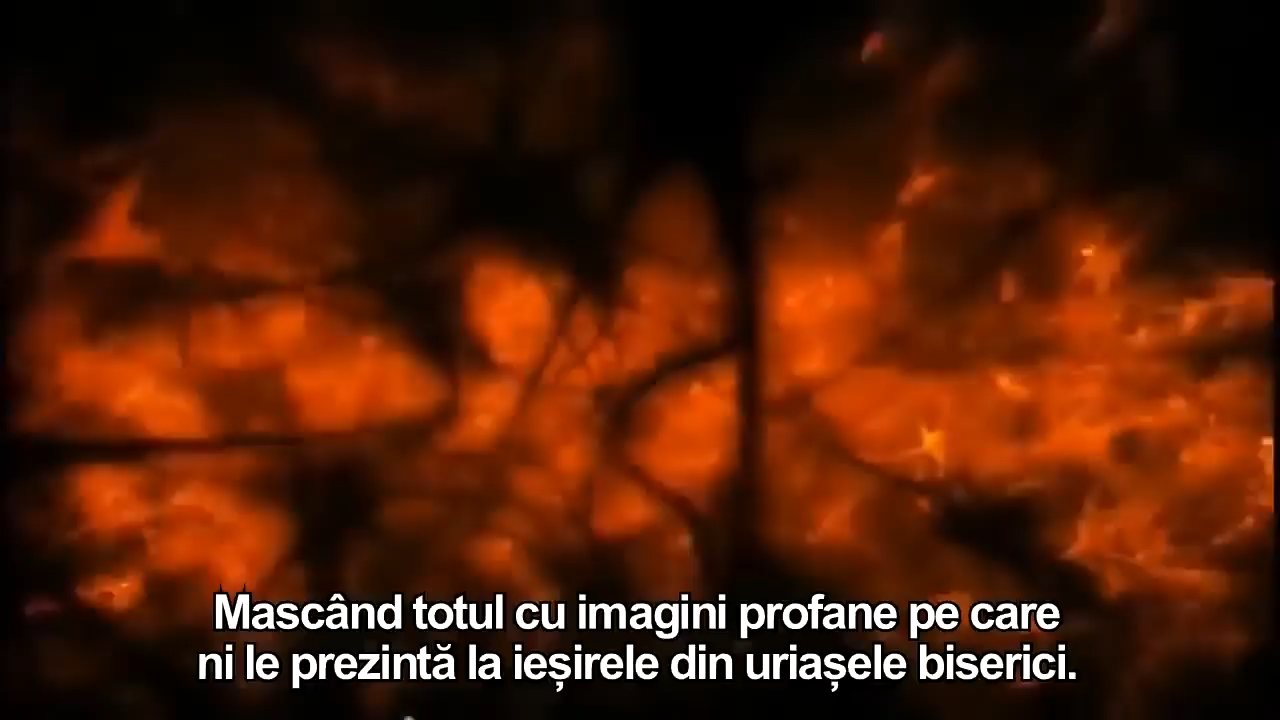 Mascând totul cu imagini profane pe care
ni le prezintă la ieșirele din uriașele biserici.